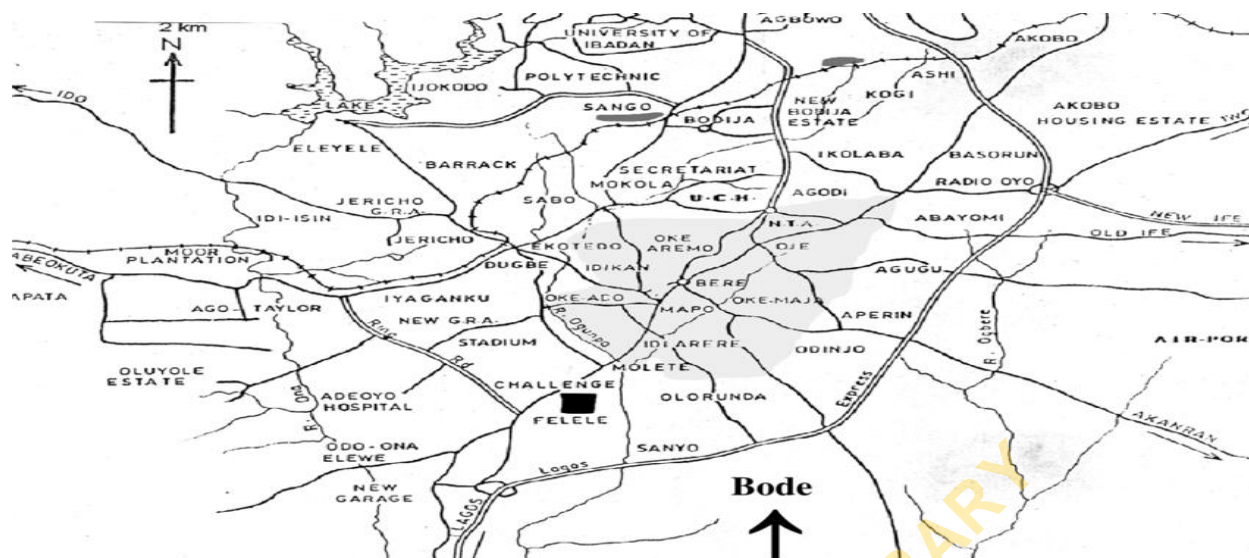 2 km
N
AGBOWO
UNIVERSITY OF
IBADAN
AKOBO
POLYTECHNIC
ASHI
IJOKODO
KOGI
IDO
LAKE
SANGO
NEW
BODIJA
ESTATE
BODIJA
AKOBO
HOUSING ESTATE
ELEYELE
BARRACK
IKOLABA
BASORUN
SECRETARIAT
MOKOLA
RADIO OYO
U.C.H.
AGODI
JERICHO
G.R.A.
SABO
IDI-ISIN
N.T.A.
ABAYOMI
NEW IFE
OLD IFE
JERICHO
EKOTEDO
OKE
AREMO
OJE
MOOR
PLANTATION
ABEOKUTA
DUGBE
IDIKAN
AGUGU
BERE
APATA
AGO-TAYLOR
IYAGANKU
OKE-ADO
MAPO
OKE-MAJA
NEW G.R.A.
R. Ogunpa
APERIN
Ring
Rd
STADIUM
IDI ARERE
ODINJO
R. Ogbere
AIR-POR
MOLETE
OLUYOLE
ESTATE
CHALLENGE
Express
R. Ona
ADEOYO
HOSPITAL
OLORUNDA
FELELE
AKANRAN
ODO-ONA
ELEWE
SANYO
Lagos
NEW
GARAGE
LAGOS
Bode
RARY